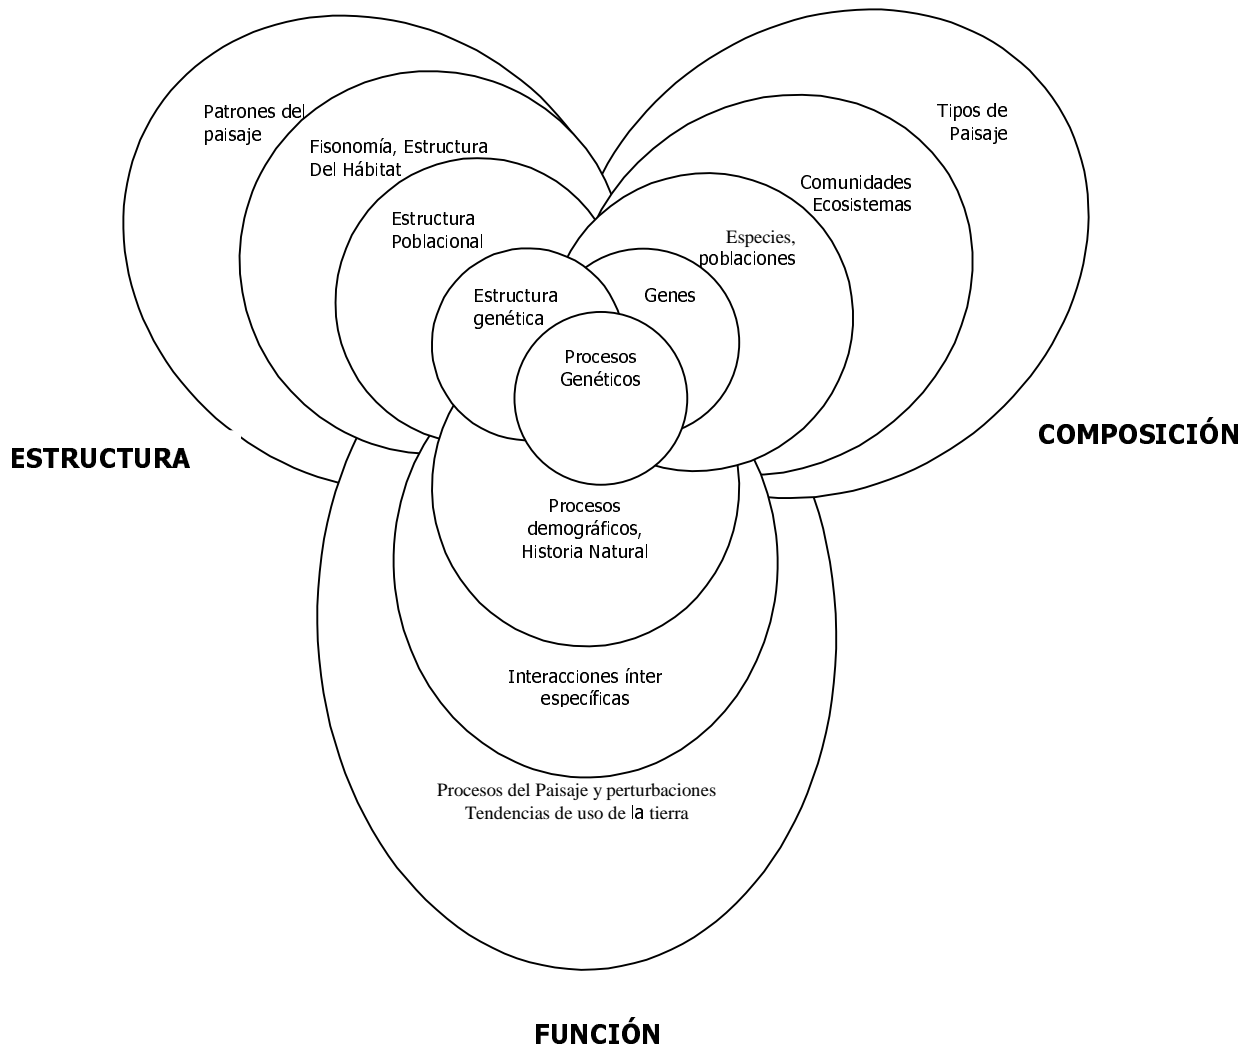 Patrones del
paisaje
Fisonomía, Estructura
Del Hábitat
Estructura
Poblacional
Estructura
genética
Tipos de
Paisaje
Comunidades
Ecosistemas
Especies,
poblaciones
Genes
Procesos
Genéticos
ESTRUCTURA
COMPOSICIÓN
Procesos
demográficos,
Historia Natural
Interacciones ínter
específicas
Procesos del Paisaje y perturbaciones
Tendencias de uso de la tierra
FUNCIÓN